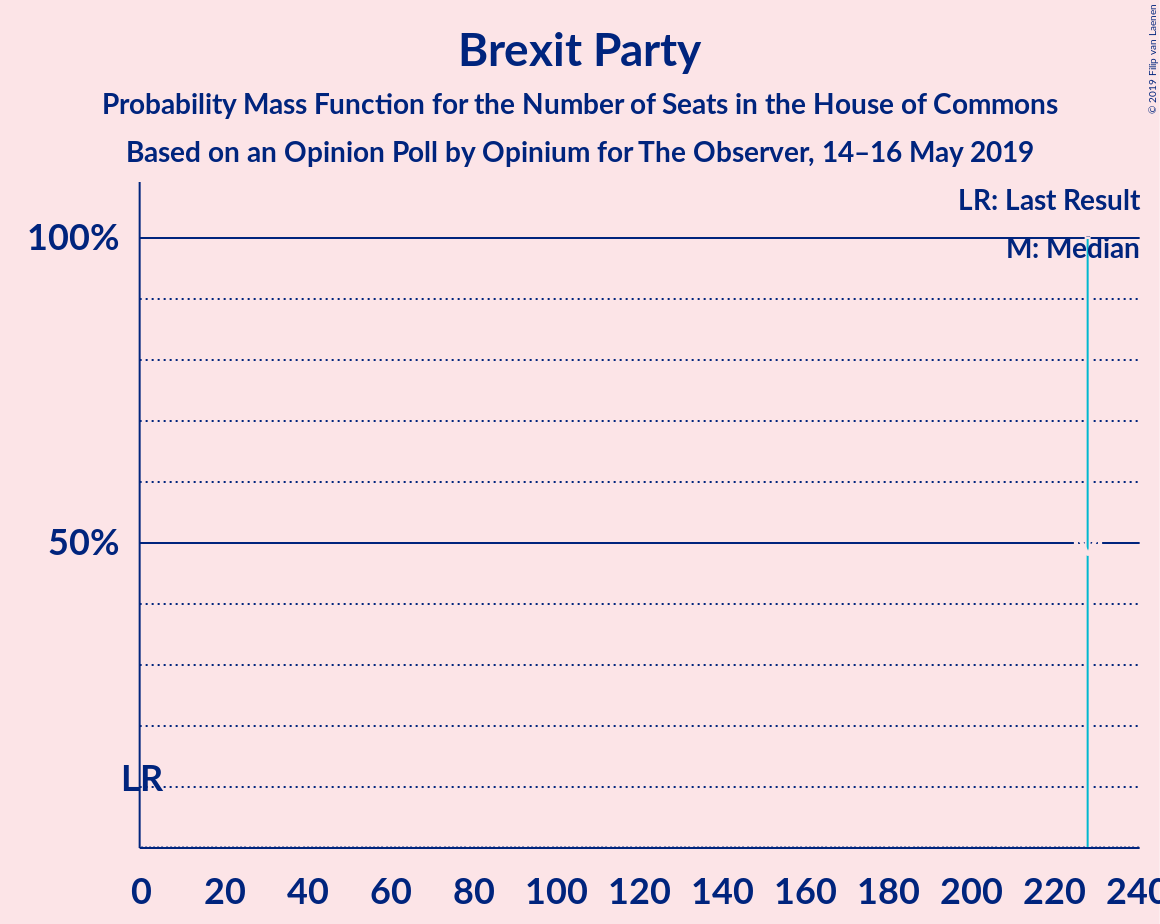 Brexit Party
Probability Mass Function for the Number of Seats in the House of Commons
Based on an Opinion Poll by Opinium for The Observer, 14–16 May 2019
© 2019 Filip van Laenen
LR: Last Result
M: Median
100%
50%
LR
0 20 40 60 80 100 120 140 160 180 200 220 240